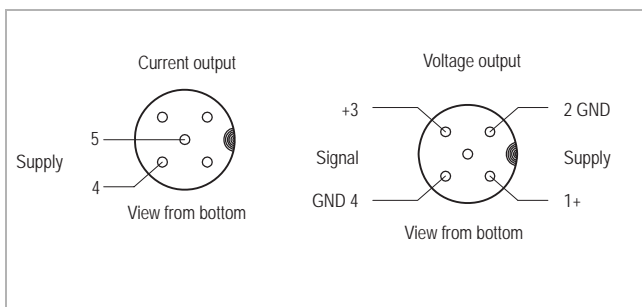 Current output
5
Supply
4
View from bottom
Voltage output
+3
2 GND
Signal
Supply
GND 4
1+
View from bottom